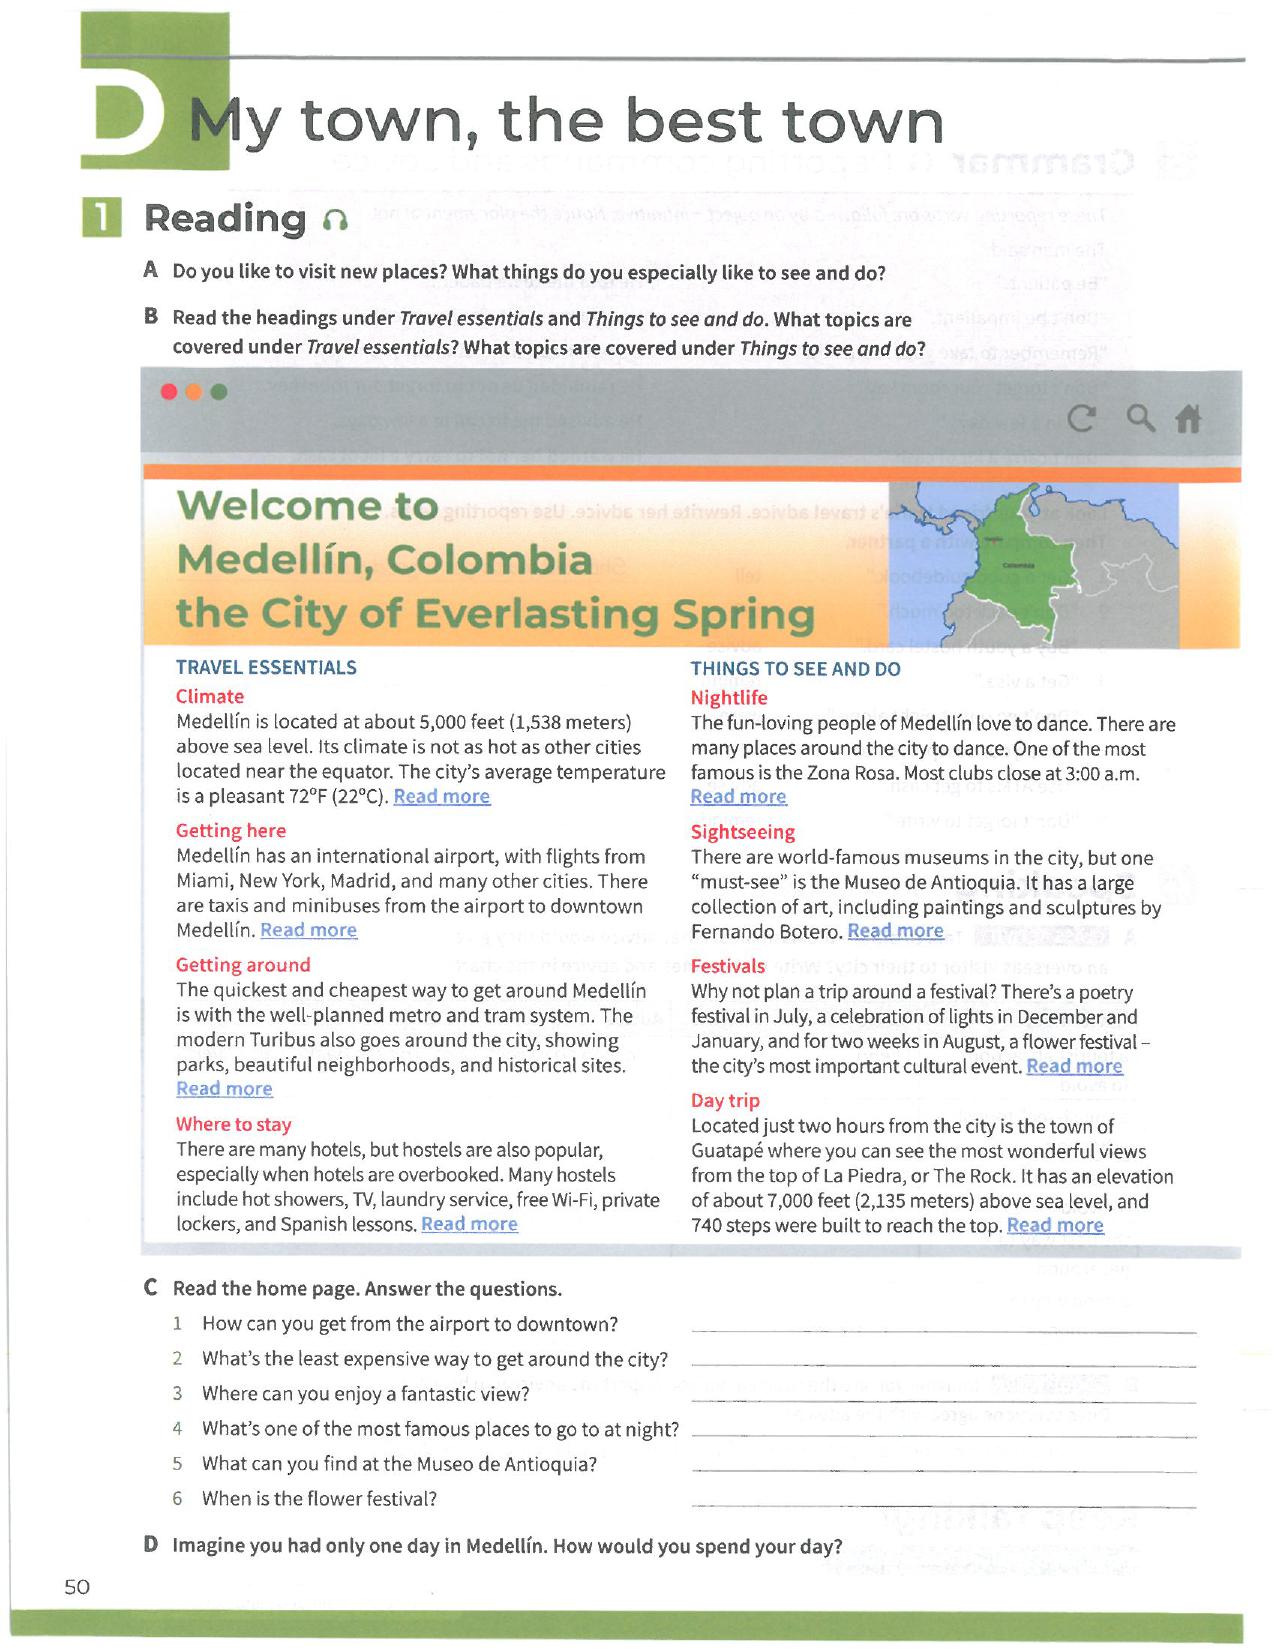 D My town, the best town
1 Reading
A Do you like to visit new places? What things do you especially like to see and do?
B Read the headings under Travel essentials and Things to see and do. What topics are
covered under Travel essentials? What topics are covered under Things to see and do?
Welcome to
Medellín, Colombia
the City of Everlasting Spring
Colombia
TRAVEL ESSENTIALS
Climate
Medellín is located at about 5,000 feet (1,538 meters)
above sea level. Its climate is not as hot as other cities
located near the equator. The city's average temperature
is a pleasant 72°F (22°C). Read more
Getting here
Medellín has an international airport, with flights from
Miami, New York, Madrid, and many other cities. There
are taxis and minibuses from the airport to downtown
Medellín. Read more
Getting around
The quickest and cheapest way to get around Medellín
is with the well-planned metro and tram system. The
modern Turibus also goes around the city, showing
parks, beautiful neighborhoods, and historical sites.
Read more
Where to stay
There are many hotels, but hostels are also popular,
especially when hotels are overbooked. Many hostels
include hot showers, TV, laundry service, free Wi-Fi, private
lockers, and Spanish lessons. Read more
THINGS TO SEE AND DO
Nightlife
The fun-loving people of Medellín love to dance. There are
many places around the city to dance. One of the most
famous is the Zona Rosa. Most clubs close at 3:00 a.m.
Read more
Sightseeing
There are world-famous museums in the city, but one
"must-see" is the Museo de Antioquia. It has a large
collection of art, including paintings and sculptures by
Fernando Botero. Read more
Festivals
Why not plan a trip around a festival? There's a poetry
festival in July, a celebration of lights in December and
January, and for two weeks in August, a flower festival –
the city's most important cultural event. Read more
Day trip
Located just two hours from the city is the town of
Guatapé where you can see the most wonderful views
from the top of La Piedra, or The Rock. It has an elevation
of about 7,000 feet (2,135 meters) above sea level, and
740 steps were built to reach the top. Read more
C Read the home page. Answer the questions.
1 How can you get from the airport to downtown?
2 What's the least expensive way to get around the city?
3 Where can you enjoy a fantastic view?
4 What's one of the most famous places to go to at night?
5 What can you find at the Museo de Antioquia?
6 When is the flower festival?
D Imagine you had only one day in Medellín. How would you spend your day?
50